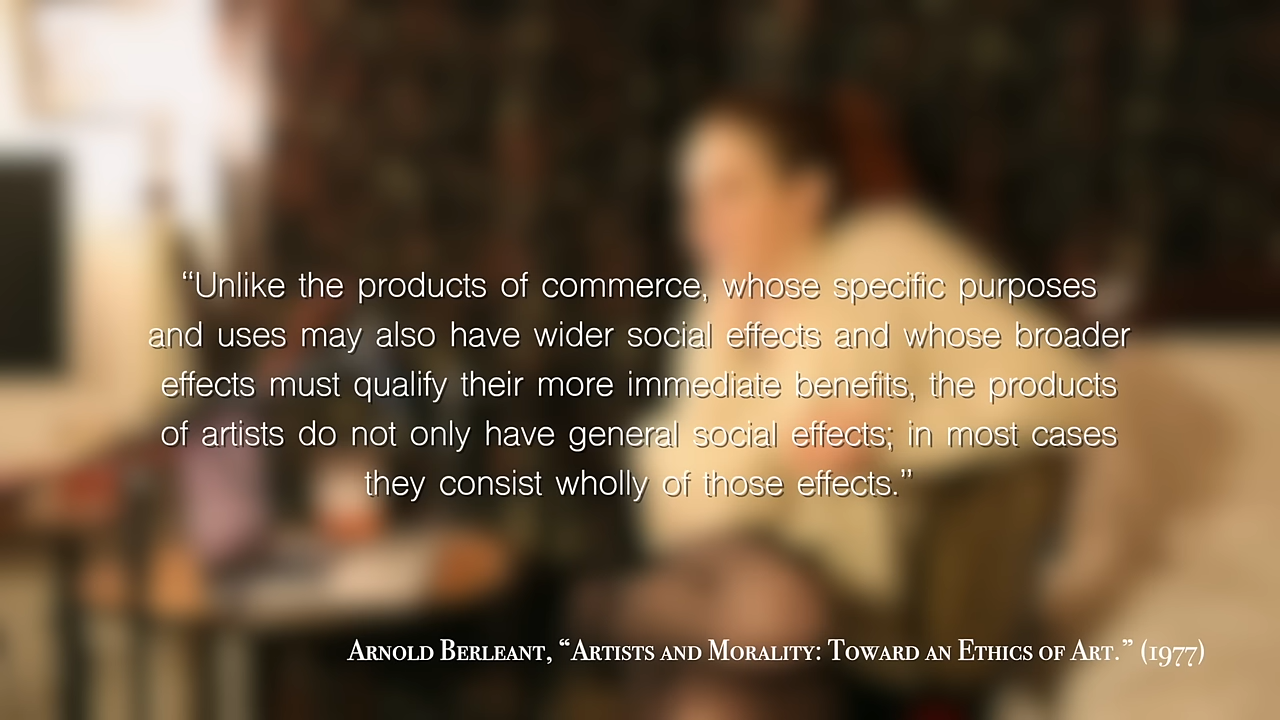 “Unlike the products of commerce, whose specific purposes
and uses may also have wider social effects and whose broader
effects must qualify their more immediate benefits, the products
of artists do not only have general social effects; in most cases
they consist wholly of those effects.”
Arnold Berleant, “Artists and Morality: Toward an Ethics of Art.” (1977)